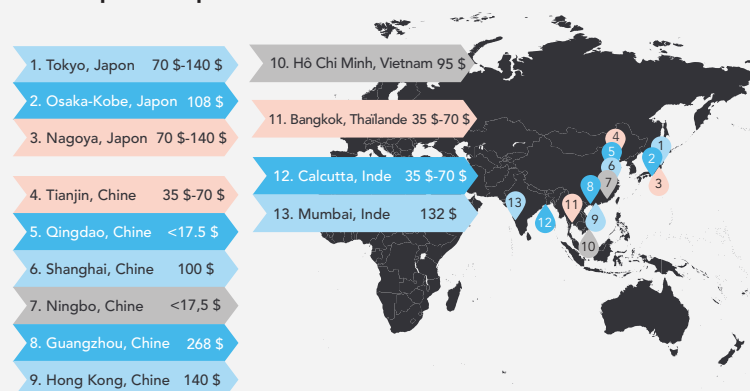 1. Tokyo, Japon 70 $-140 $
2. Osaka-Kobe, Japon 108 $
3. Nagoya, Japon 70 $-140 $
4. Tianjin, Chine 35 $-70 $
5. Qingdao, Chine <17.5 $
6. Shanghai, Chine 100 $
7. Ningbo, Chine <17,5 $
8. Guangzhou, Chine 268 $
9. Hong Kong, Chine 140 $
10. Hô Chi Minh, Vietnam 95 $
11. Bangkok, Thaïlande 35 $-70 $
12. Calcutta, Inde 35 $-70 $
13. Mumbai, Inde 132 $
4
1
5
2
6
7
3
8
13
11
9
12
10